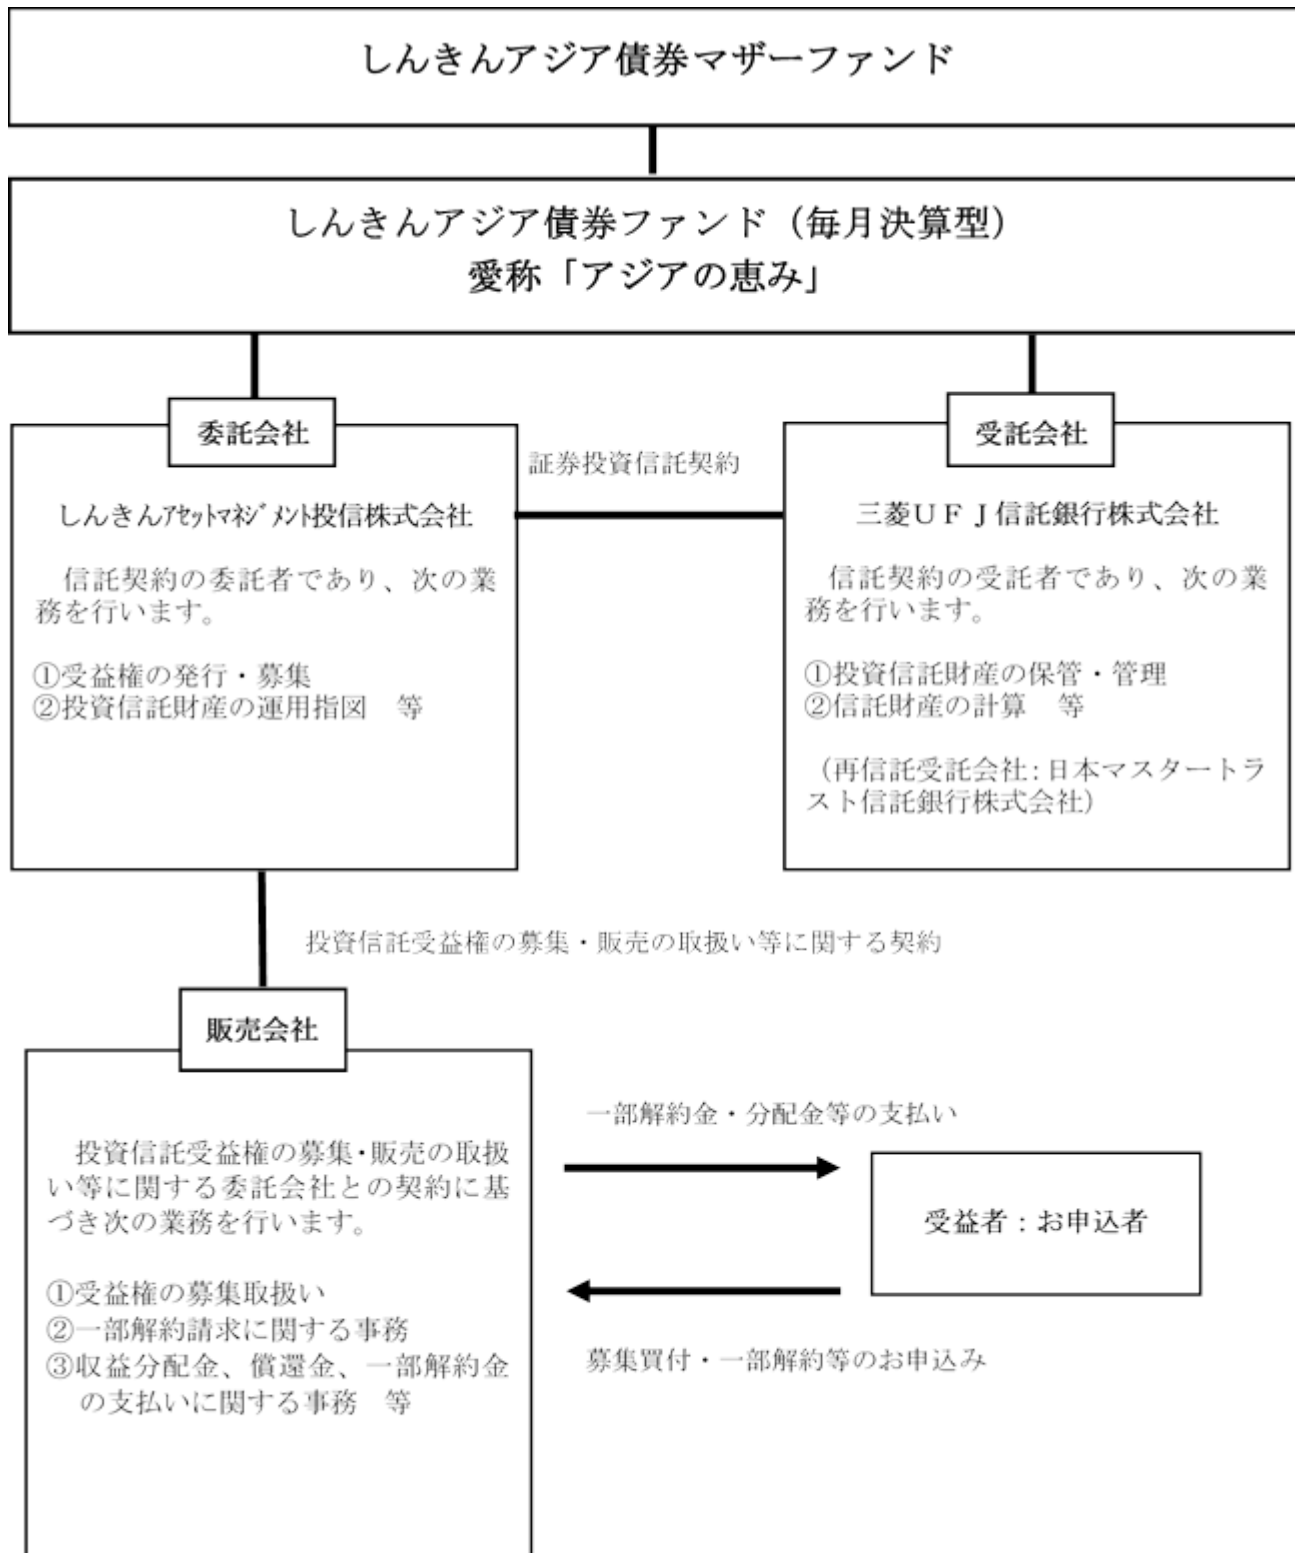 しんきんアジア債券マザーファンド
しんきんアジア債券ファンド（毎月決算型）
愛称「アジアの恵み」
委託会社
しんきんｱｾｯﾄﾏﾈｼﾞﾒﾝﾄ投信株式会社
信託契約の委託者であり、次の業
務を行います。
①受益権の発行・募集
②投資信託財産の運用指図　等
証券投資信託契約
受託会社
三菱ＵＦＪ信託銀行株式会社
信託契約の受託者であり、次の業
務を行います。
①投資信託財産の保管・管理
②信託財産の計算　等
（再信託受託会社：日本マスタートラ
スト信託銀行株式会社）
投資信託受益権の募集・販売の取扱い等に関する契約
販売会社
投資信託受益権の募集・販売の取扱
い等に関する委託会社との契約に基
づき次の業務を行います。
①受益権の募集取扱い
②一部解約請求に関する事務
③収益分配金、償還金、一部解約金
の支払いに関する事務　等
一部解約金・分配金等の支払い
受益者：お申込者
募集買付・一部解約等のお申込み